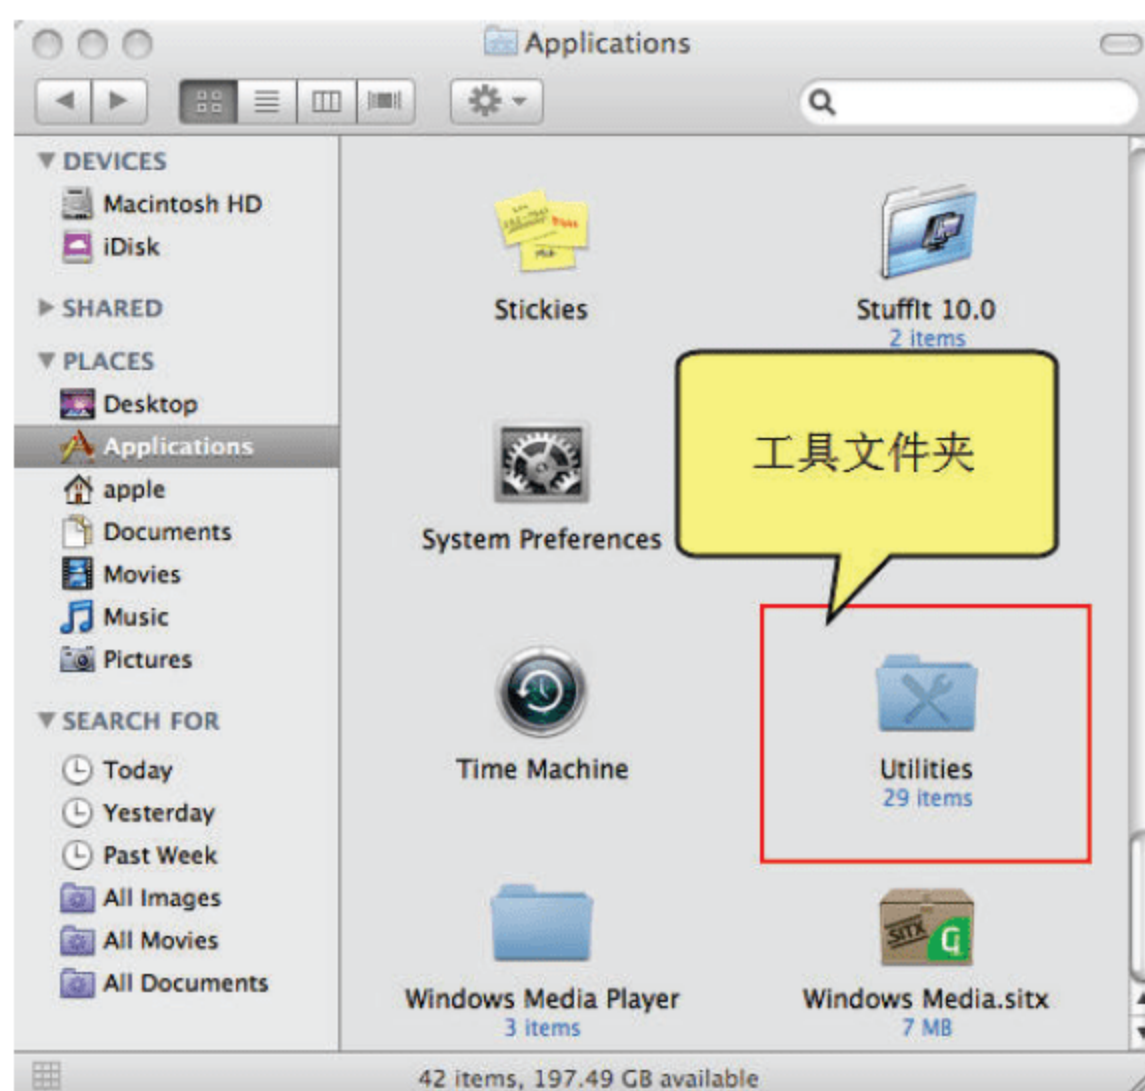 Applications
DEVICES
Macintosh HD
iDisk
SHARED
PLACES
Desktop
Applications
apple
Documents
Movies
Music
Pictures
SEARCH FOR
Today
Yesterday
Past Week
All Images
All Movies
All Documents
Stickies
StuffIt 10.0
2 items
System Preferences
工具文件夹
Time Machine
Utilities
29 items
Windows Media Player
3 items
SITX
Windows Media.sitx
7 MB
42 items, 197.49 GB available